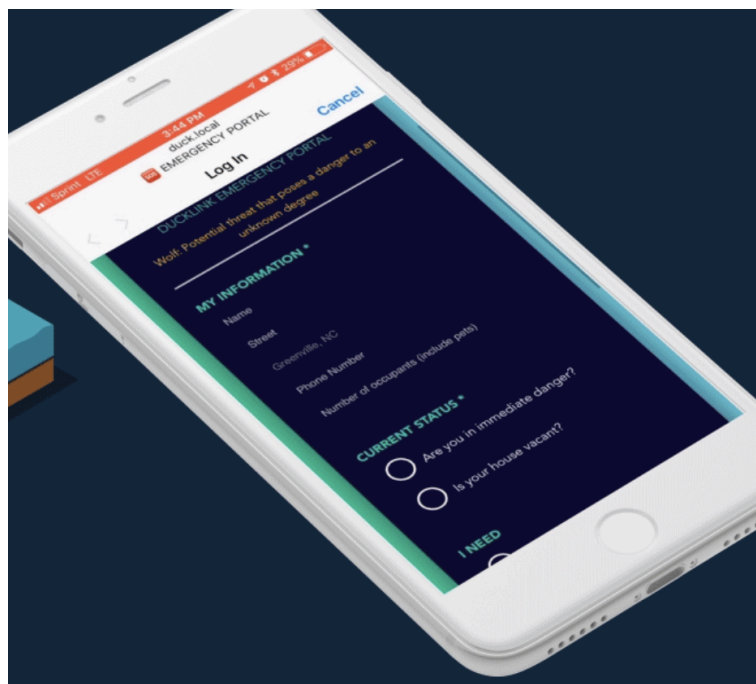 Sprint LTE 3:44 PM 29%
duck.local
SOS EMERGENCY PORTAL
Log In
Cancel
DUCKLINK EMERGENCY PORTAL
Wolf: Potential threat that poses a danger to an
unknown degree
MY INFORMATION *
Name
Street
Greenville, NC
Phone Number
Number of occupants (include pets)
CURRENT STATUS *
Are you in immediate danger?
Is your house vacant?
I NEED